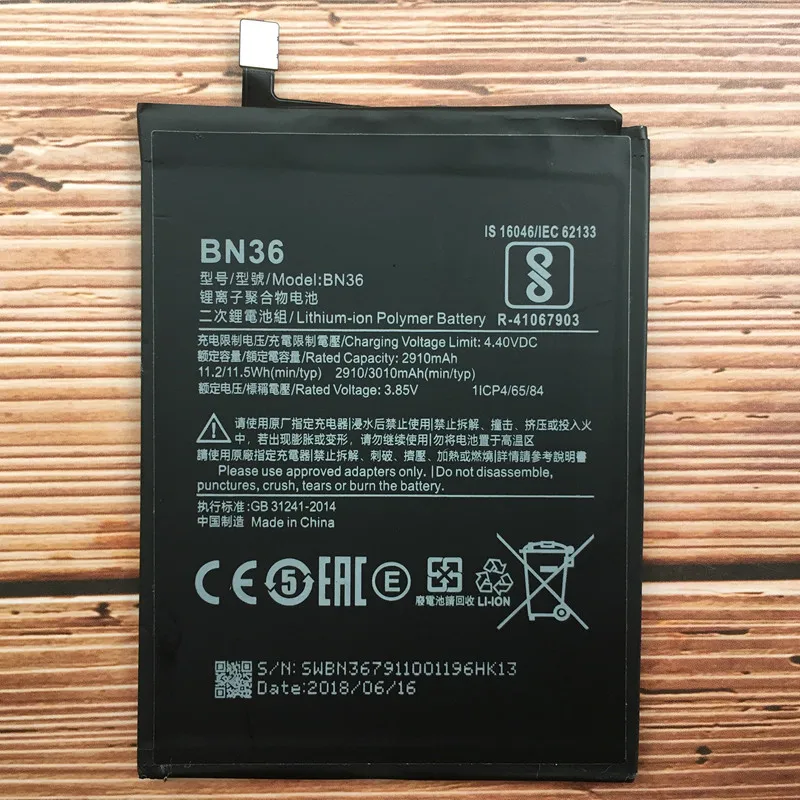 IS 16046/IEC 62133
BN36
型号/型號/Model:BN36
锂离子聚合物电池
二次鋰電池組/Lithium-ion Polymer Battery
R-41067903
充电限制电压/充電限制電壓/Charging Voltage Limit: 4.40VDC
额定容量/額定電容量/Rated Capacity: 2910mAh
11.2/11.5Wh(min/typ) 2910/3010mAh(min/typ)
额定电压/標稱電壓/Rated Voltage: 3.85V 1ICP4/65/84
请使用原厂指定充电器|浸水后禁止使用|禁止拆解、撞击、挤压或投入火
中，若出现膨胀或变形，请勿继续使用|勿将电池置于高温区
請使用原廠指定充電器|禁止拆解、刺破、擠壓、加熱或燃燒|詳情請參考說明書
Please use approved adapters only. |Do not disassemble,
punctures, crush, tears or burn the battery.
执行标准:GB 31241-2014
中国制造 Made in China
CE 5 EAC E
廢電池請回收 LI-ION
S/N: SWBN367911001196HK13
Date:2018/06/16